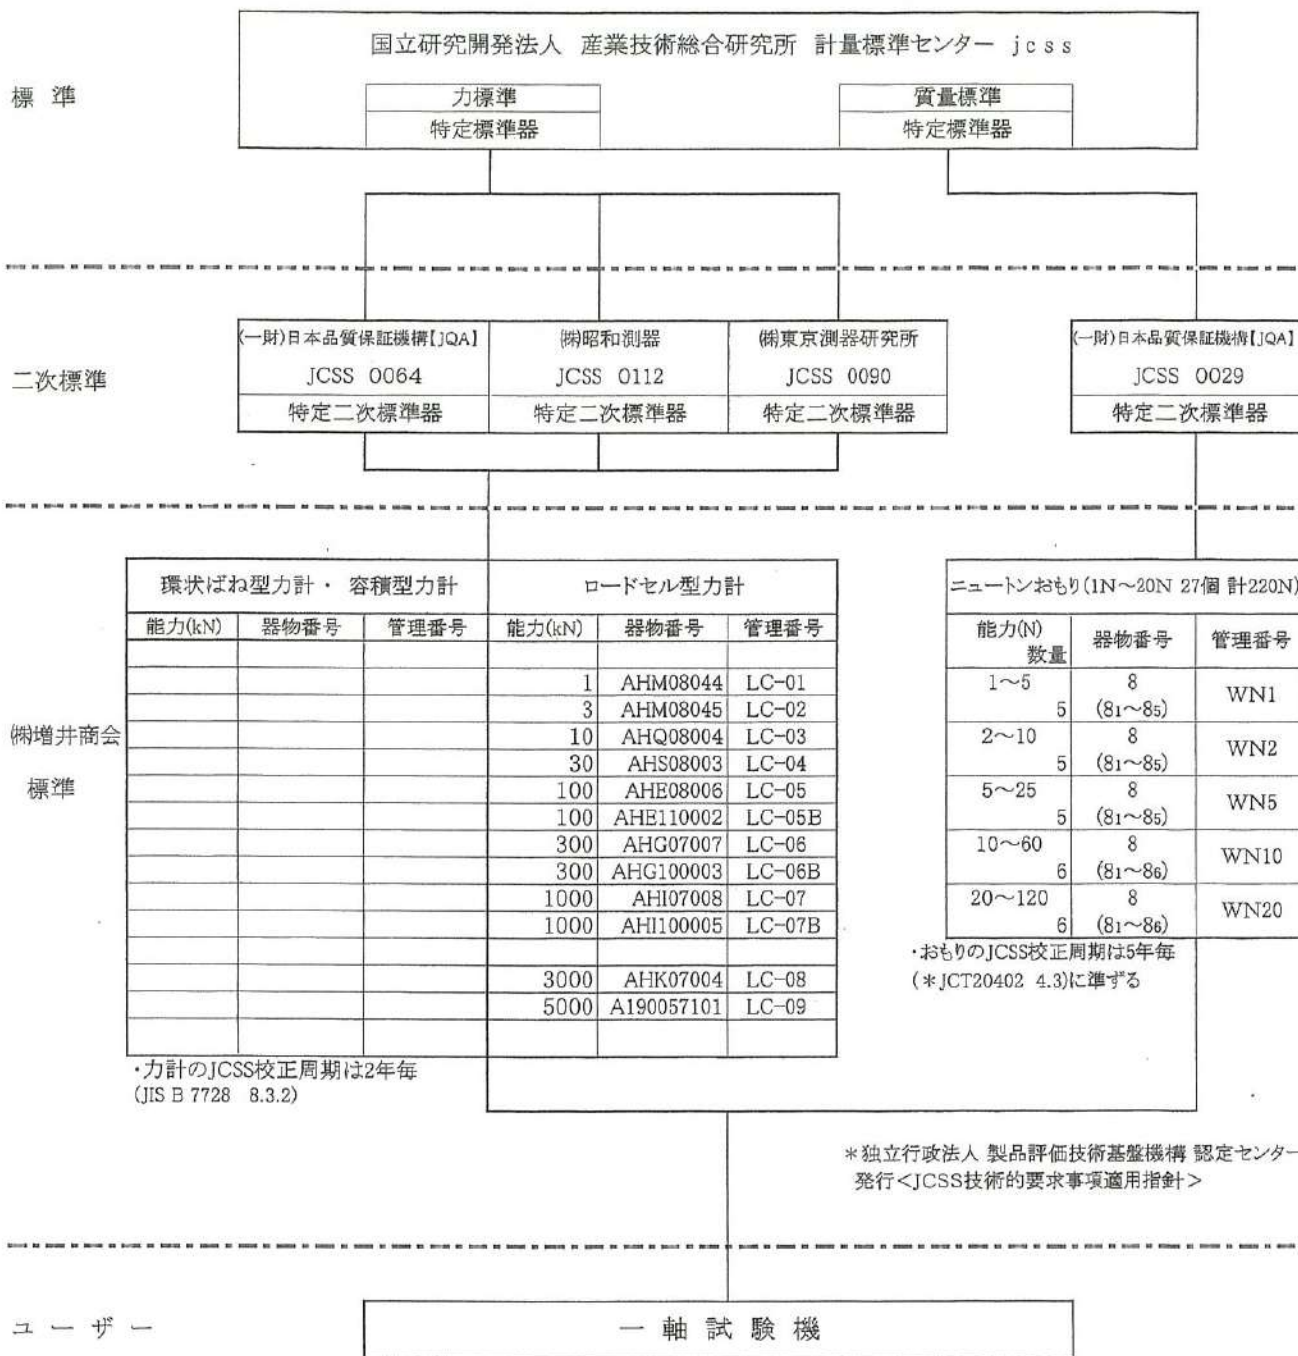 国立研究開発法人 産業技術総合研究所 計量標準センター jcss
標準
力標準
特定標準器
質量標準
特定標準器
二次標準
(一財)日本品質保証機構【JQA】
JCSS 0064
特定二次標準器
㈱昭和測器
JCSS 0112
特定二次標準器
㈱東京測器研究所
JCSS 0090
特定二次標準器
(一財)日本品質保証機構【JQA】
JCSS 0029
特定二次標準器
㈱増井商会
標準
環状ばね型力計・ 容積型力計 ロードセル型力計
能力(kN) 器物番号 管理番号 能力(kN) 器物番号 管理番号
1 AHM08044 LC-01
3 AHM08045 LC-02
10 AHQ08004 LC-03
30 AHS08003 LC-04
100 AHE08006 LC-05
100 AHE110002 LC-05B
300 AHG07007 LC-06
300 AHG100003 LC-06B
1000 AHI07008 LC-07
1000 AHI100005 LC-07B
3000 AHK07004 LC-08
5000 A190057101 LC-09
・力計のJCSS校正周期は2年毎
(JIS B 7728 8.3.2)
ニュートンおもり(1N～20N 27個 計220N)
能力(N) 数量 器物番号 管理番号
1～5 5 8 (81～85) WN1
2～10 5 8 (81～85) WN2
5～25 5 8 (81～85) WN5
10～60 6 8 (81～86) WN10
20～120 6 8 (81～86) WN20
・おもりのJCSS校正周期は5年毎
(＊JCT20402 4.3)に準ずる
＊独立行政法人 製品評価技術基盤機構 認定センター
発行<JCSS技術的要求事項適用指針>
ユーザー
一軸試験機